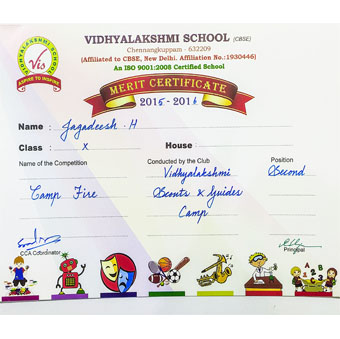 VIDHYALAKSHMI SCHOOL (CBSE)
Chennangkuppam - 632209
(Affiliated to CBSE, New Delhi. Affiliation No.:1930446)
An ISO 9001:2008 Certified School
VIDHYALAKSHMI SCHOOL
Vis
ASPIRE TO INSPIRE
MERIT CERTIFICATE
2015 - 2016
Name : Jagadeesh . H
Class : X House :
Name of the Competition Conducted by the Club Position
Camp Fire Vidhyalakshmi Second
Scouts & Guides
Camp
CCA Coordinator Principal